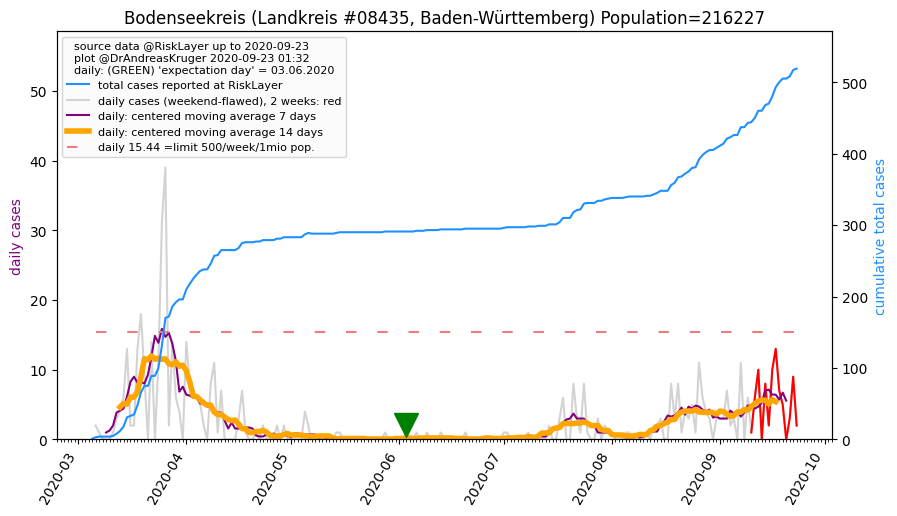 Bodenseekreis (Landkreis #08435, Baden-Württemberg) Population=216227
source data @RiskLayer up to 2020-09-23
plot @DrAndreasKruger 2020-09-23 01:32
daily: (GREEN) 'expectation day' = 03.06.2020
total cases reported at RiskLayer
daily cases (weekend-flawed), 2 weeks: red
daily: centered moving average 7 days
daily: centered moving average 14 days
daily 15.44 =limit 500/week/1mio pop.
daily cases
50
40
30
20
10
0
cumulative total cases
500
400
300
200
100
0
2020-03
2020-04
2020-05
2020-06
2020-07
2020-08
2020-09
2020-10